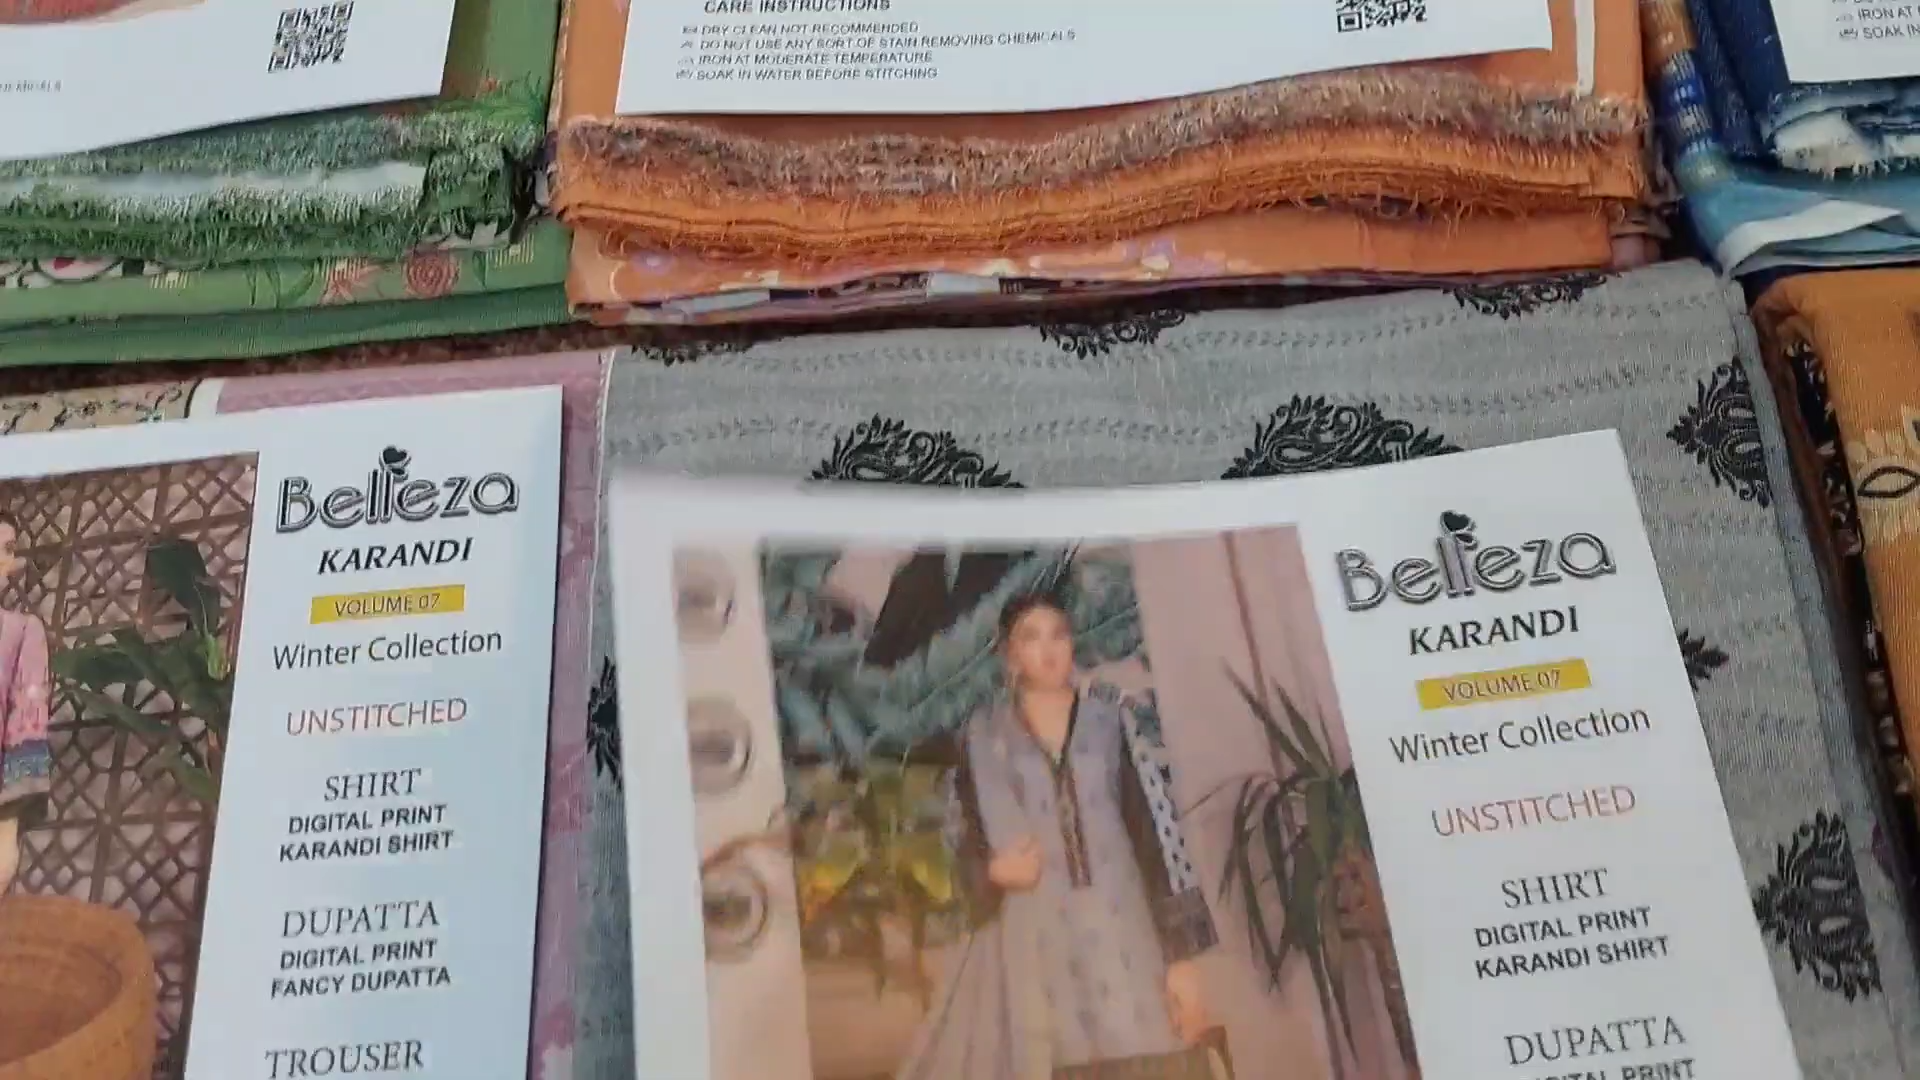 CARE INSTRUCTIONS
DRY CLEAN NOT RECOMMENDED
DO NOT USE ANY SORT OF STAIN REMOVING CHEMICALS
IRON AT MODERATE TEMPERATURE
SOAK IN WATER BEFORE STITCHING
IRON AT
SOAK IN
Belleza
KARANDI
VOLUME 07
Winter Collection
UNSTITCHED
SHIRT
DIGITAL PRINT
KARANDI SHIRT
DUPATTA
DIGITAL PRINT
FANCY DUPATTA
TROUSER
Belleza
KARANDI
VOLUME 07
Winter Collection
UNSTITCHED
SHIRT
DIGITAL PRINT
KARANDI SHIRT
DUPATTA
DIGITAL PRINT